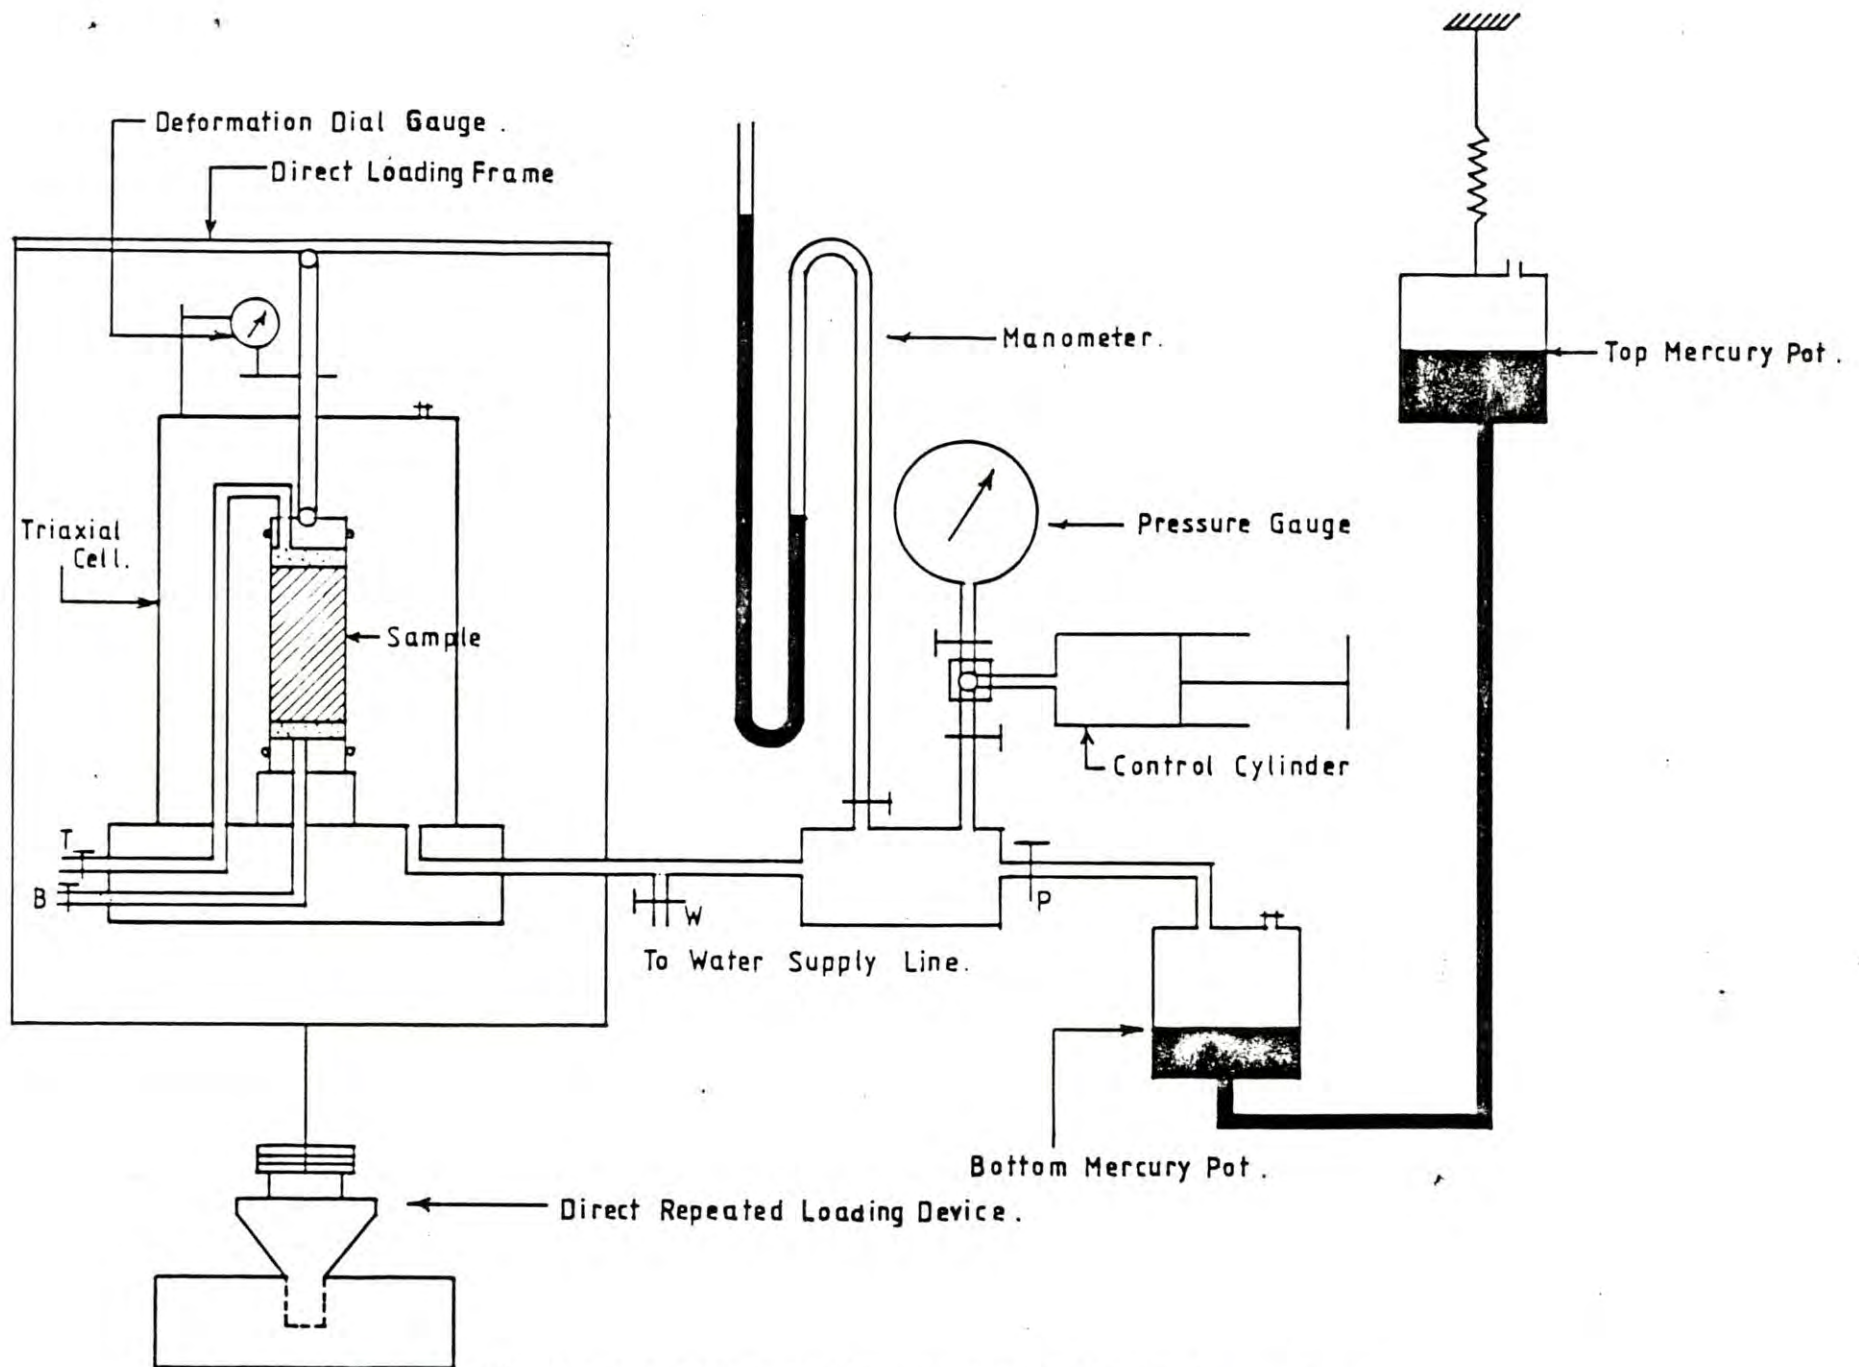 Deformation Dial Gauge .
Direct Loading Frame
Manometer.
Top Mercury Pot .
Pressure Gauge
Triaxial
Cell.
Sample
Control Cylinder
T
B
W
P
To Water Supply Line.
Bottom Mercury Pot .
Direct Repeated Loading Device .